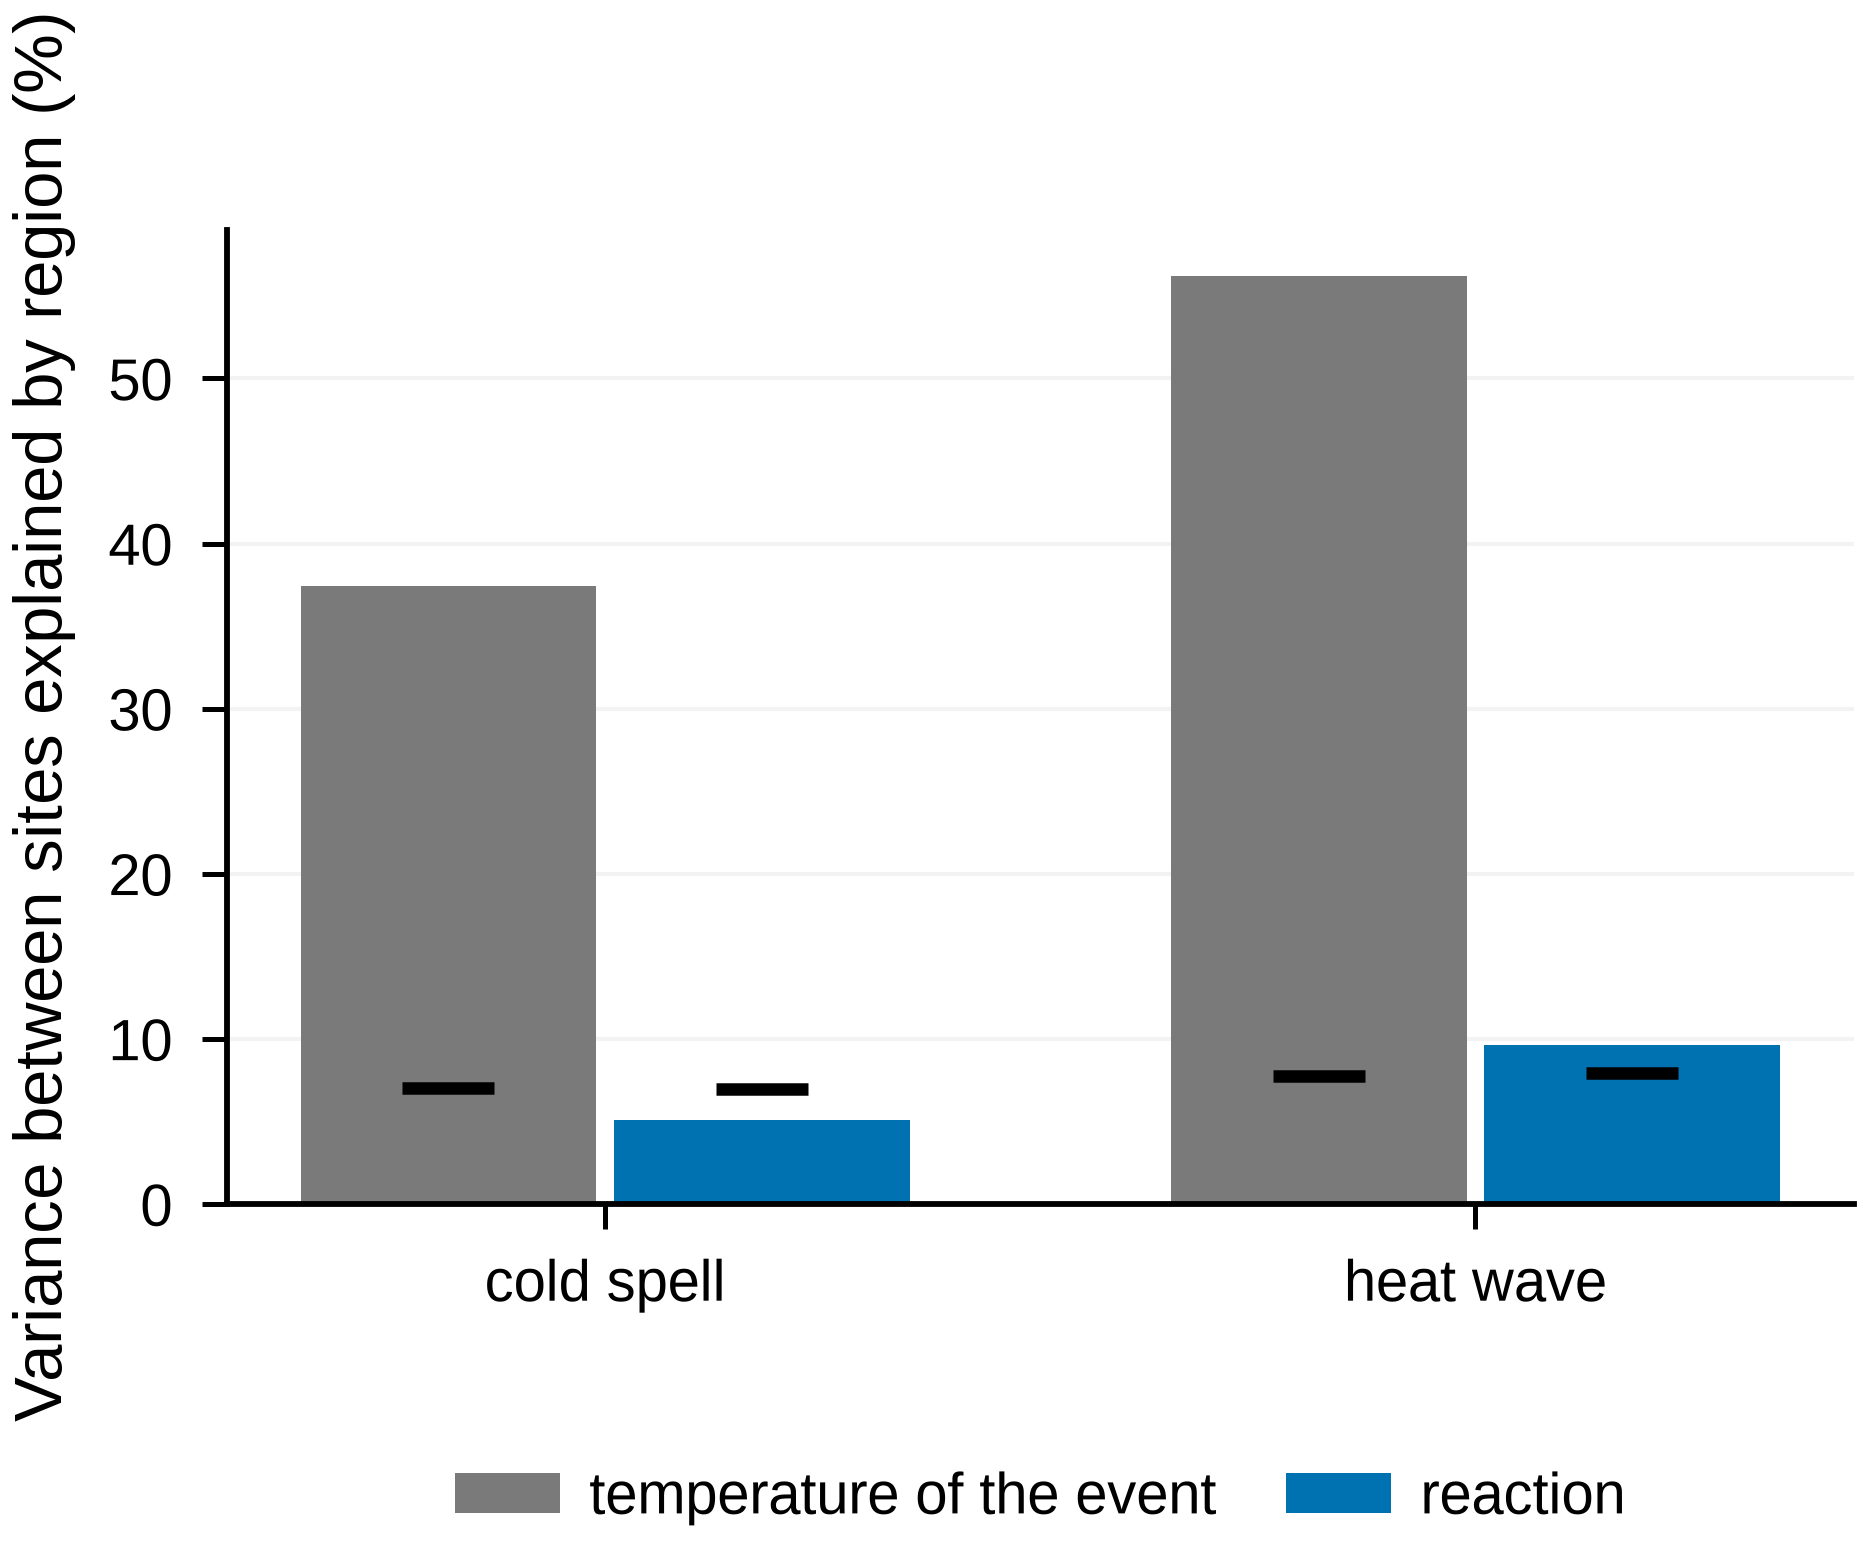 Variance between sites explained by region (%)
50
40
30
20
10
0
cold spell
heat wave
temperature of the event
reaction